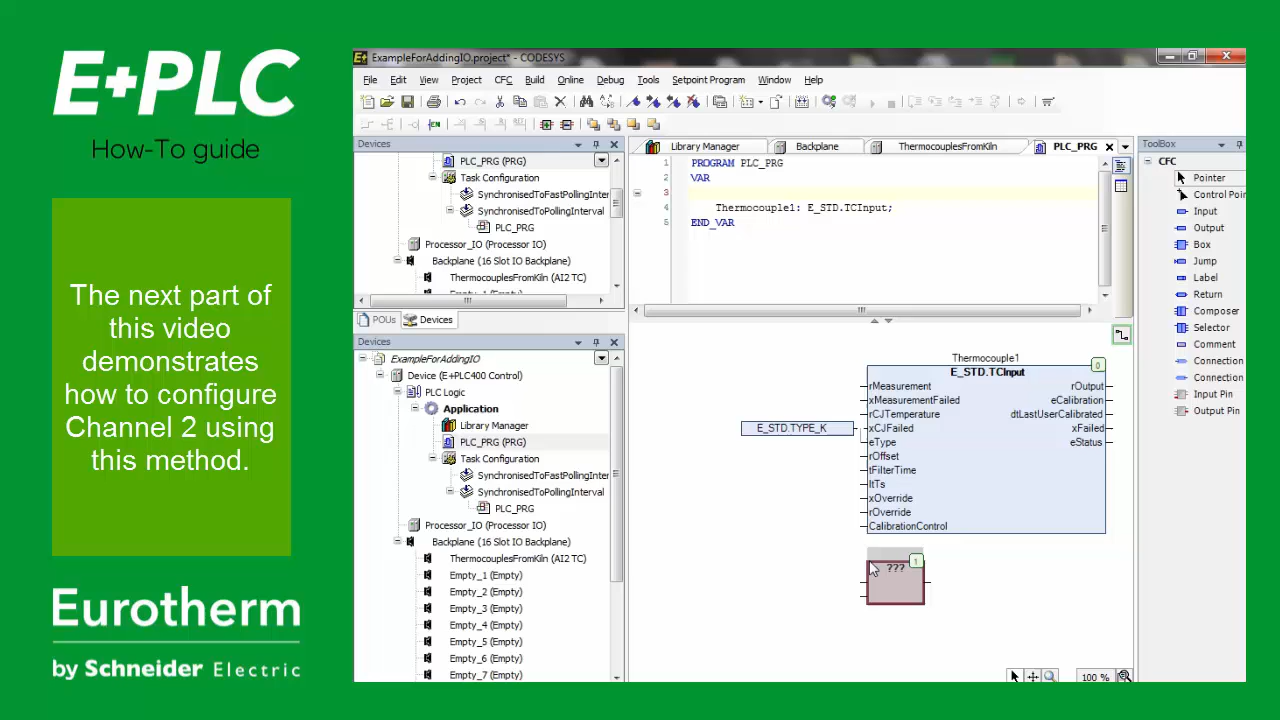 E+PLC
How-To guide
The next part of
this video
demonstrates
how to configure
Channel 2 using
this method.
Eurotherm
by Schneider Electric
ExampleForAddingIO.project* - CODESYS
File Edit View Project CFC Build Online Debug Tools Setpoint Program Window Help
Devices
PLC_PRG (PRG)
Task Configuration
SynchronisedToFastPollingInter
SynchronisedToPollingInterval
PLC_PRG
Processor_IO (Processor IO)
Backplane (16 Slot IO Backplane)
ThermocouplesFromKiln (AI2 TC)
POUs Devices
Devices
ExampleForAddingIO
Device (E+PLC400 Control)
PLC Logic
Application
Library Manager
PLC_PRG (PRG)
Task Configuration
SynchronisedToFastPollingInter
SynchronisedToPollingInterval
PLC_PRG
Processor_IO (Processor IO)
Backplane (16 Slot IO Backplane)
ThermocouplesFromKiln (AI2 TC)
Empty_1 (Empty)
Empty_2 (Empty)
Empty_3 (Empty)
Empty_4 (Empty)
Empty_5 (Empty)
Empty_6 (Empty)
Empty_7 (Empty)
Library Manager Backplane ThermocouplesFromKiln PLC_PRG
1 PROGRAM PLC_PRG
2 VAR
3
4 Thermocouple1: E_STD.TCInput;
5 END_VAR
Thermocouple1
E_STD.TCInput 0
rMeasurement rOutput
xMeasurementFailed eCalibration
rCJTemperature dtLastUserCalibrated
E_STD.TYPE_K xCJFailed xFailed
eType eStatus
rOffset
tFilterTime
ltTs
xOverride
rOverride
CalibrationControl
??? 1
100 %
ToolBox
CFC
Pointer
Control Poin
Input
Output
Box
Jump
Label
Return
Composer
Selector
Comment
Connection
Connection
Input Pin
Output Pin